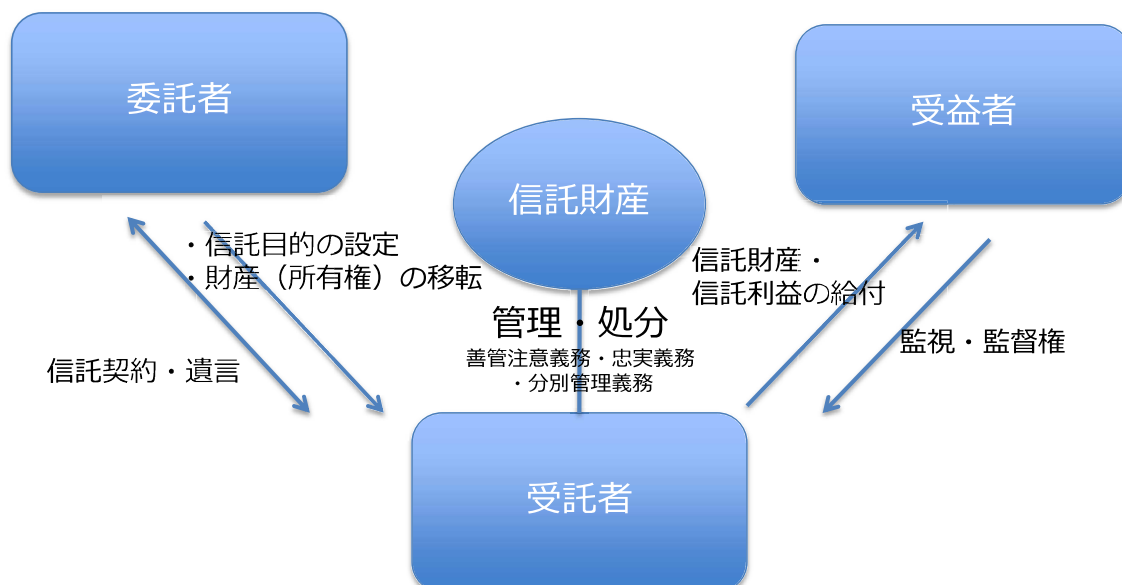 委託者
受益者
信託財産
・信託目的の設定
・財産（所有権）の移転
信託財産・
信託利益の給付
管理・処分
善管注意義務・忠実義務
・分別管理義務
信託契約・遺言
監視・監督権
受託者